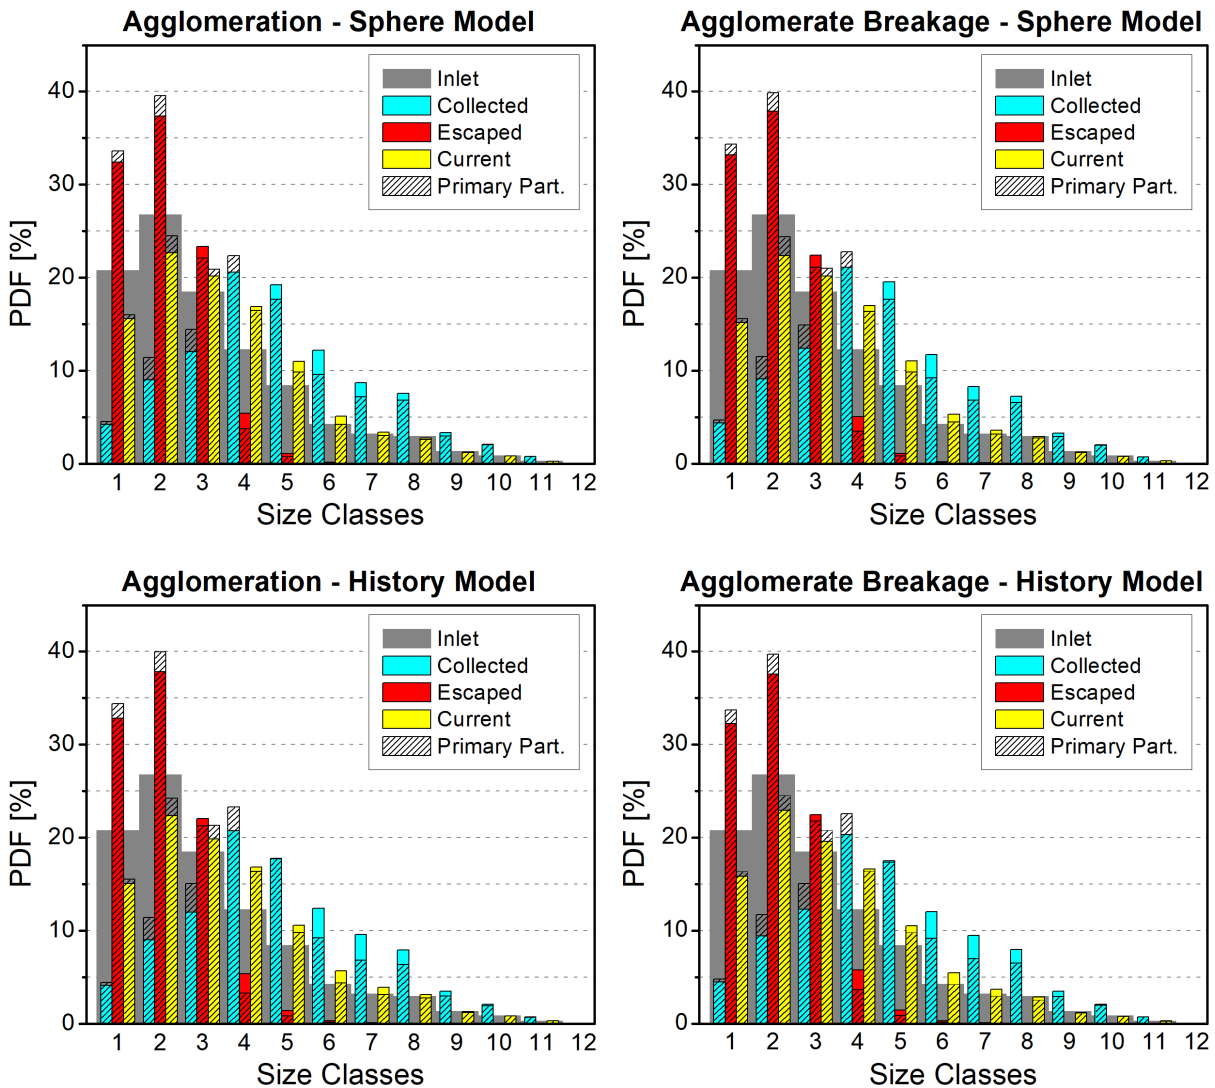 Agglomeration - Sphere Model
PDF [%]
40
30
20
10
0
Inlet
Collected
Escaped
Current
Primary Part.
1 2 3 4 5 6 7 8 9 10 11 12
Size Classes
Agglomerate Breakage - Sphere Model
PDF [%]
40
30
20
10
0
Inlet
Collected
Escaped
Current
Primary Part.
1 2 3 4 5 6 7 8 9 10 11 12
Size Classes
Agglomeration - History Model
PDF [%]
40
30
20
10
0
Inlet
Collected
Escaped
Current
Primary Part.
1 2 3 4 5 6 7 8 9 10 11 12
Size Classes
Agglomerate Breakage - History Model
PDF [%]
40
30
20
10
0
Inlet
Collected
Escaped
Current
Primary Part.
1 2 3 4 5 6 7 8 9 10 11 12
Size Classes